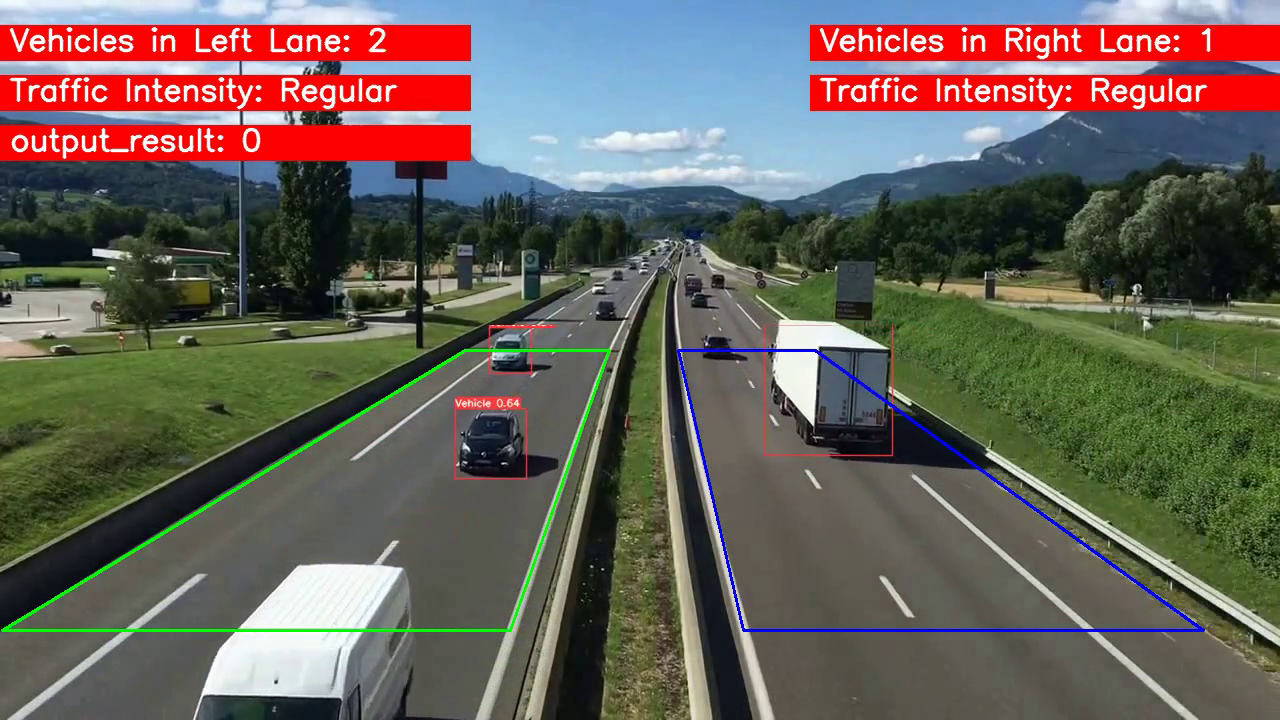 Vehicles in Left Lane: 2
Vehicles in Right Lane: 1
Traffic Intensity: Regular
Traffic Intensity: Regular
output_result: 0
Vehicle 0.64